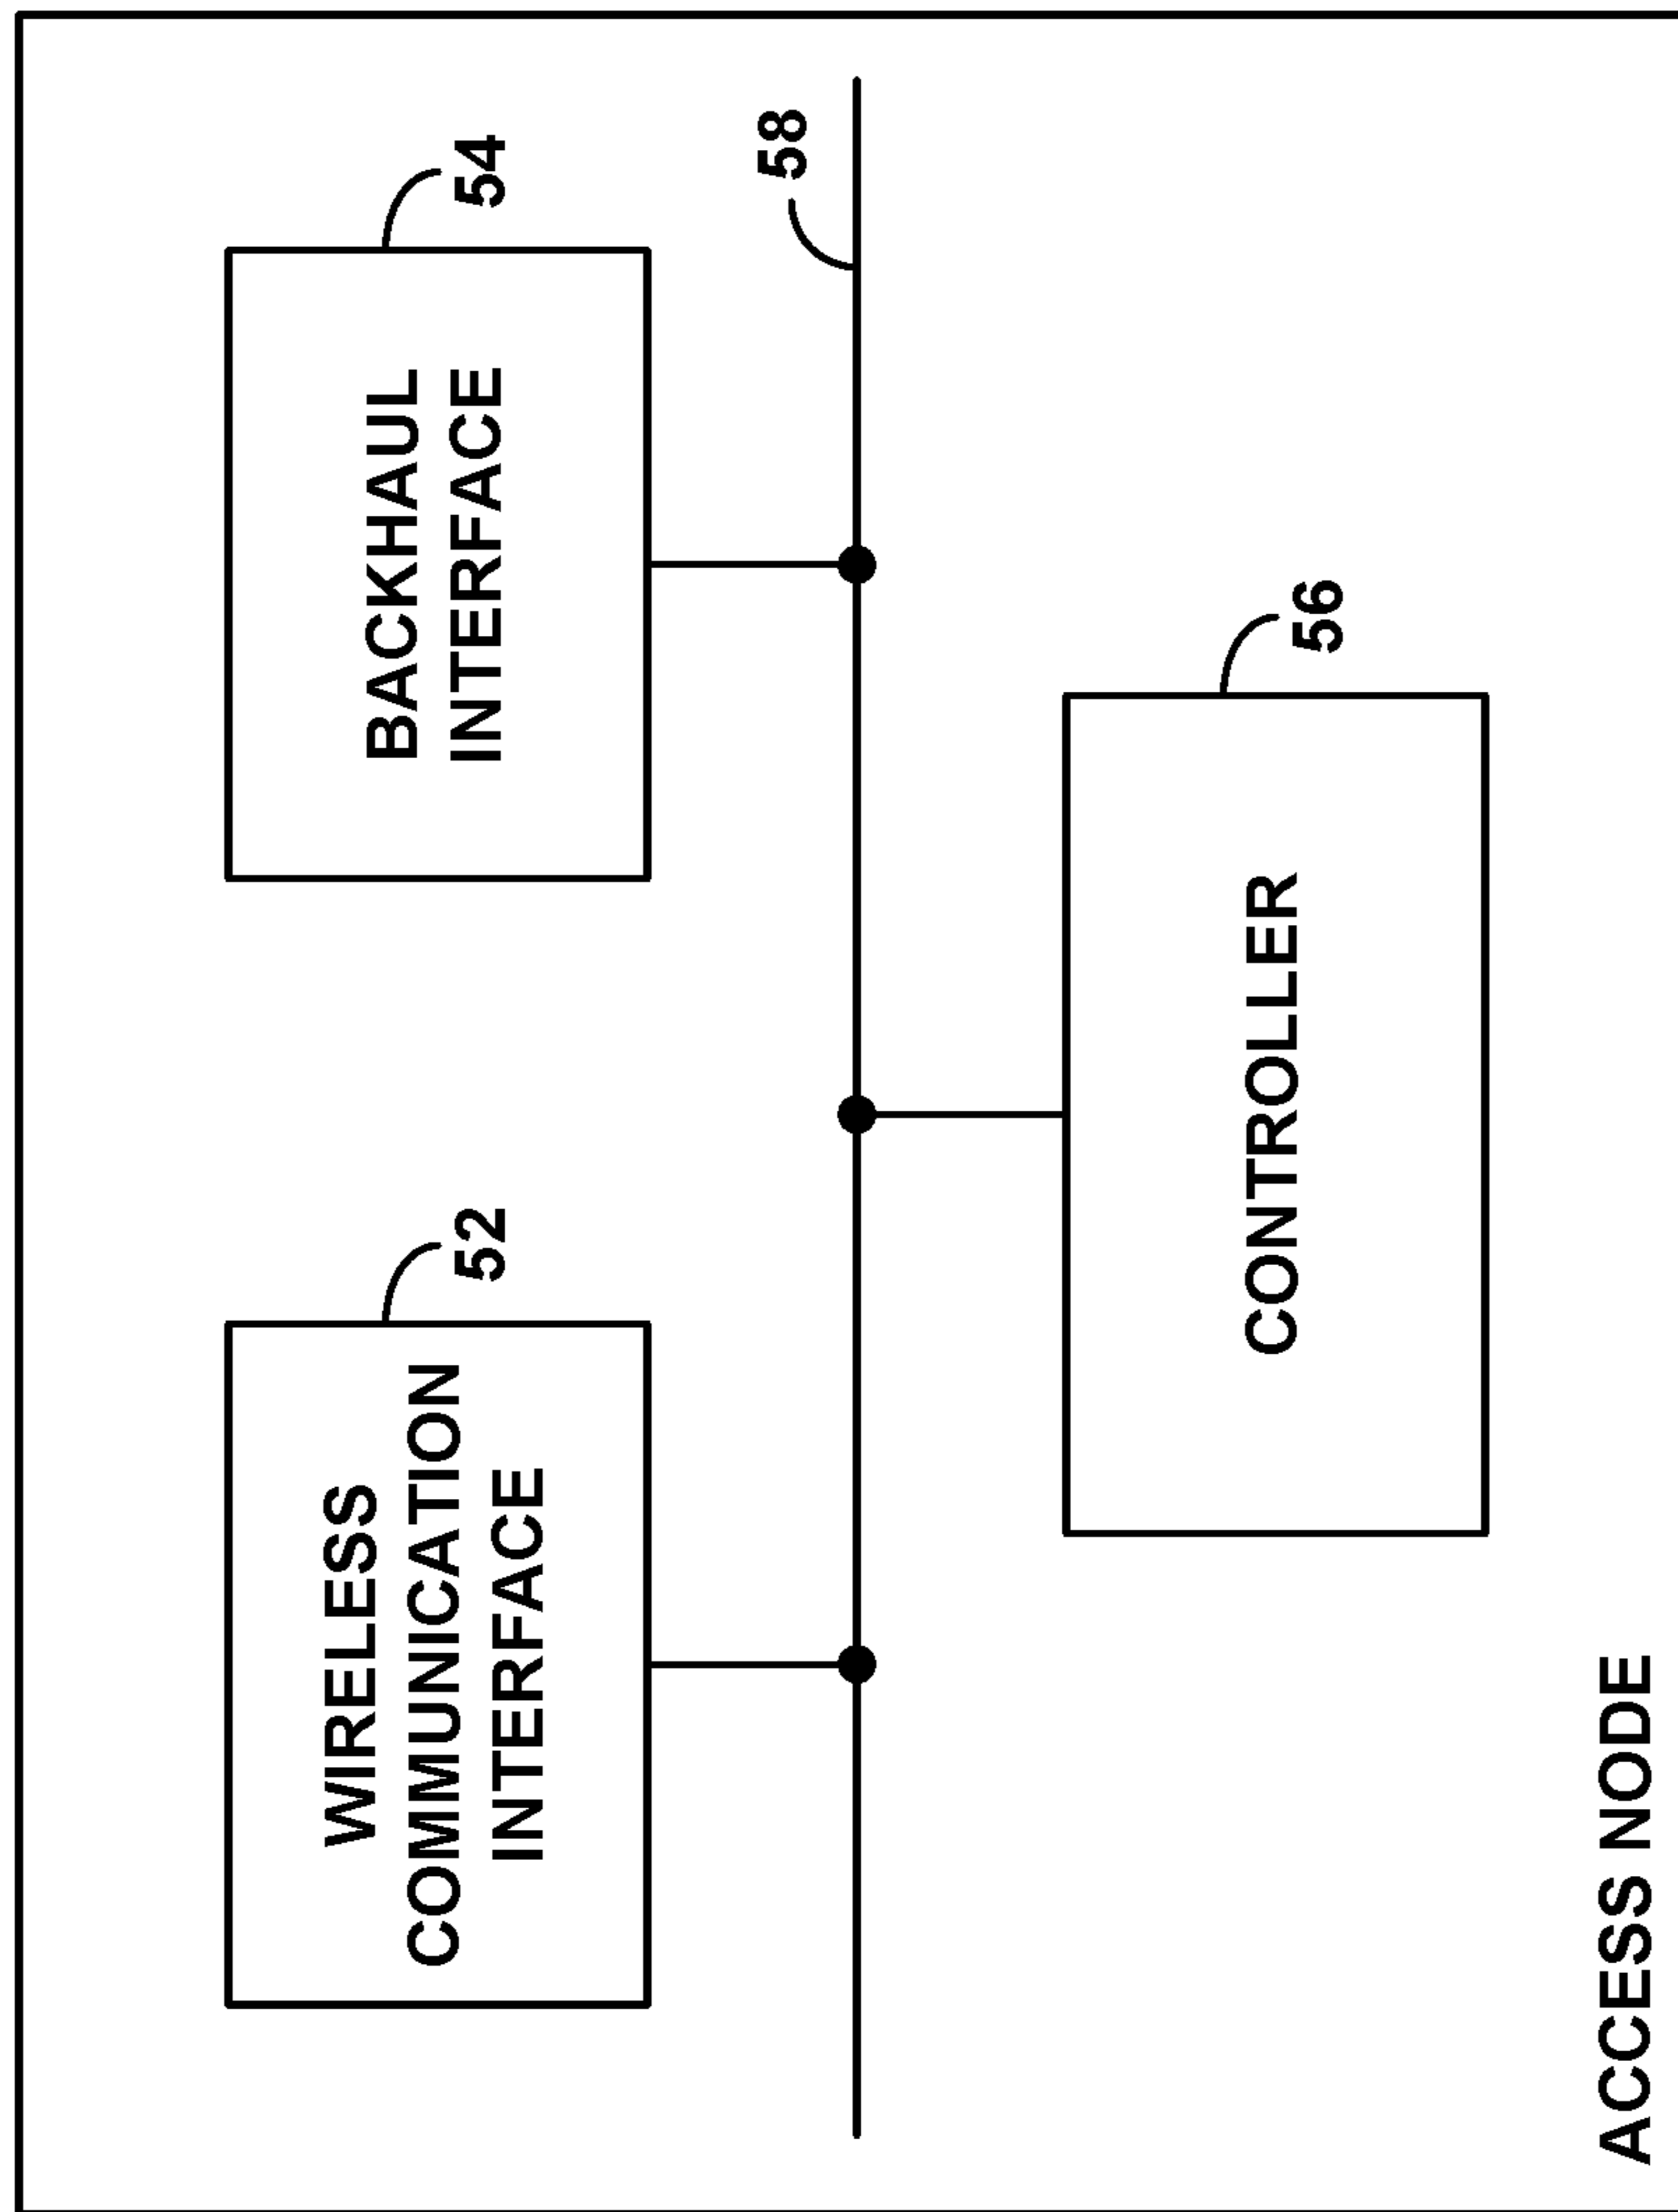 WIRELESS
COMMUNICATION
INTERFACE
52
BACKHAUL
INTERFACE
54
58
CONTROLLER
56
ACCESS NODE